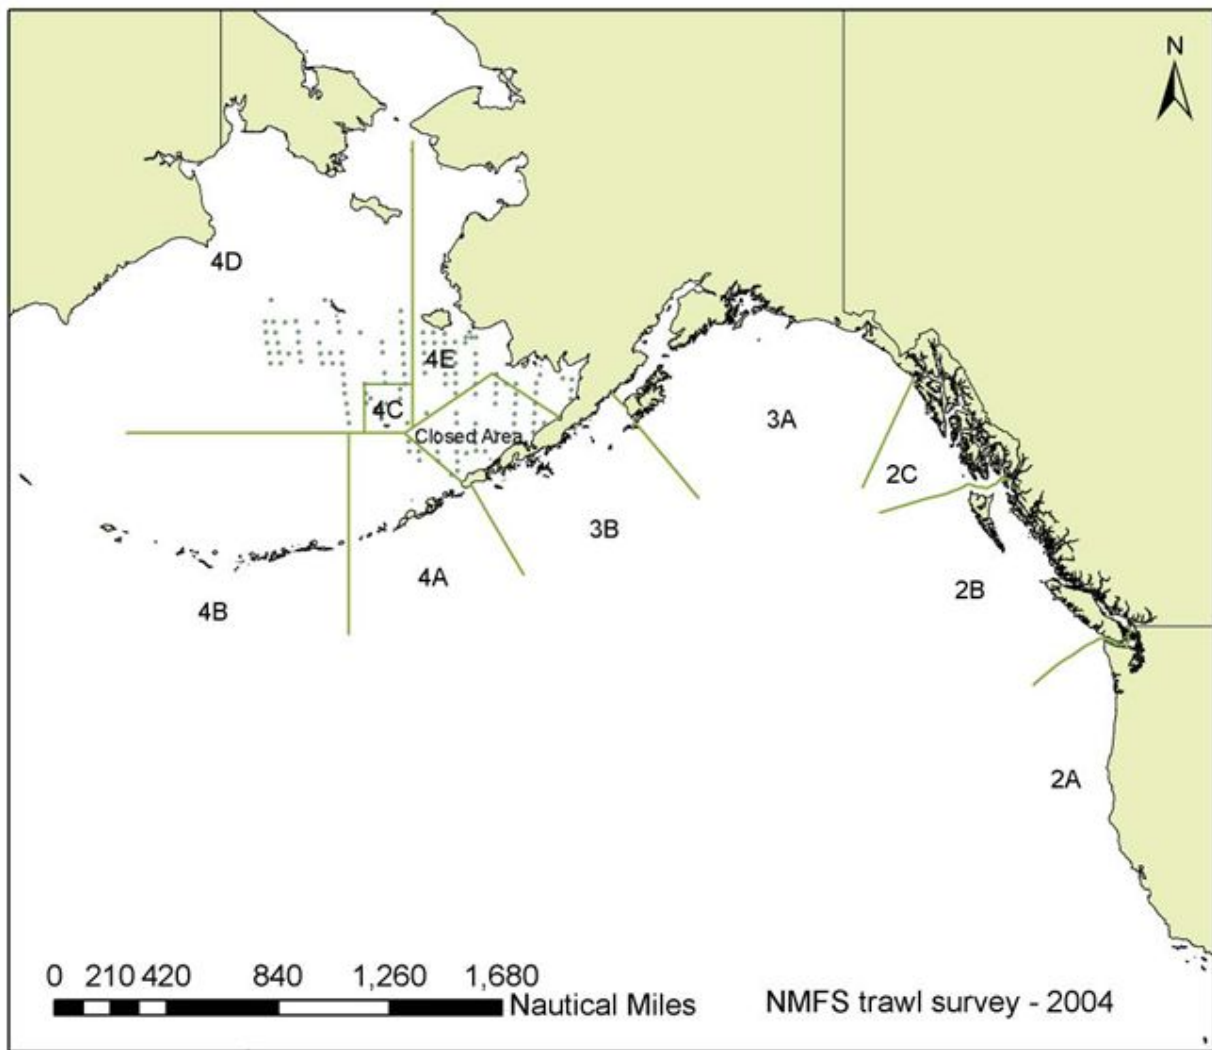 N
4D
4E
4C
Closed Area
3A
2C
3B
4A
2B
4B
2A
0 210 420 840 1,260 1,680
Nautical Miles
NMFS trawl survey - 2004